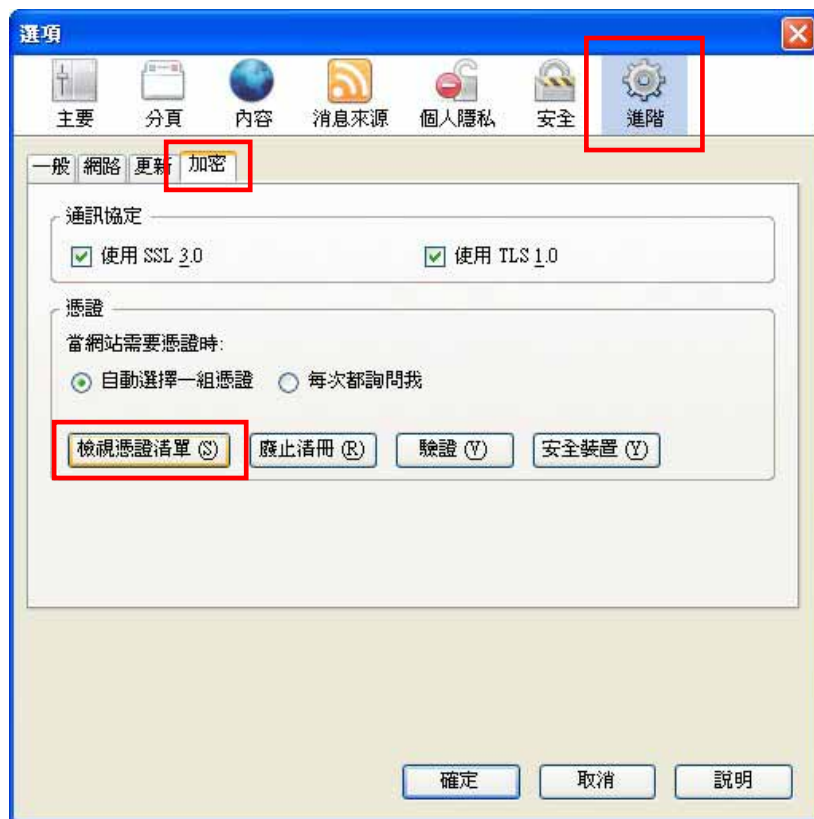 選項
主要 分頁 內容 消息來源 個人隱私 安全 進階
一般 網路 更新 加密
通訊協定
使用 SSL 3.0 使用 TLS 1.0
憑證
當網站需要憑證時:
自動選擇一組憑證 每次都詢問我
檢視憑證清單 (S) 廢止清冊 (R) 驗證 (V) 安全裝置 (Y)
確定 取消 說明